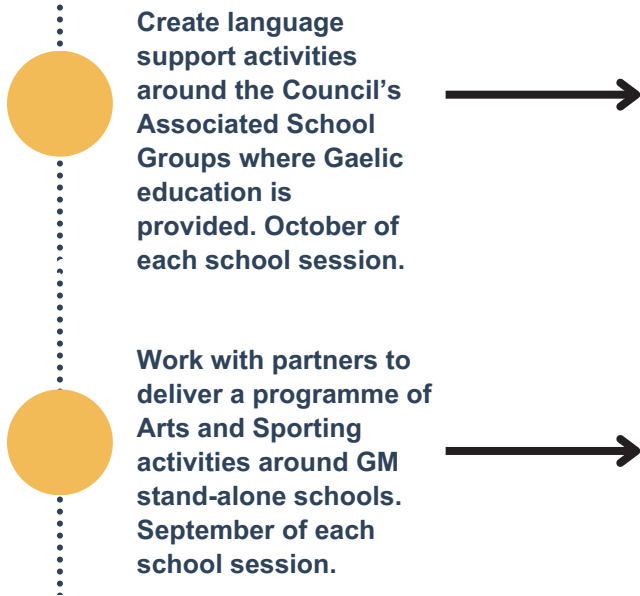 Create language
support activities
around the Council’s
Associated School
Groups where Gaelic
education is
provided. October of
each school session.
Work with partners to
deliver a programme of
Arts and Sporting
activities around GM
stand-alone schools.
September of each
school session.